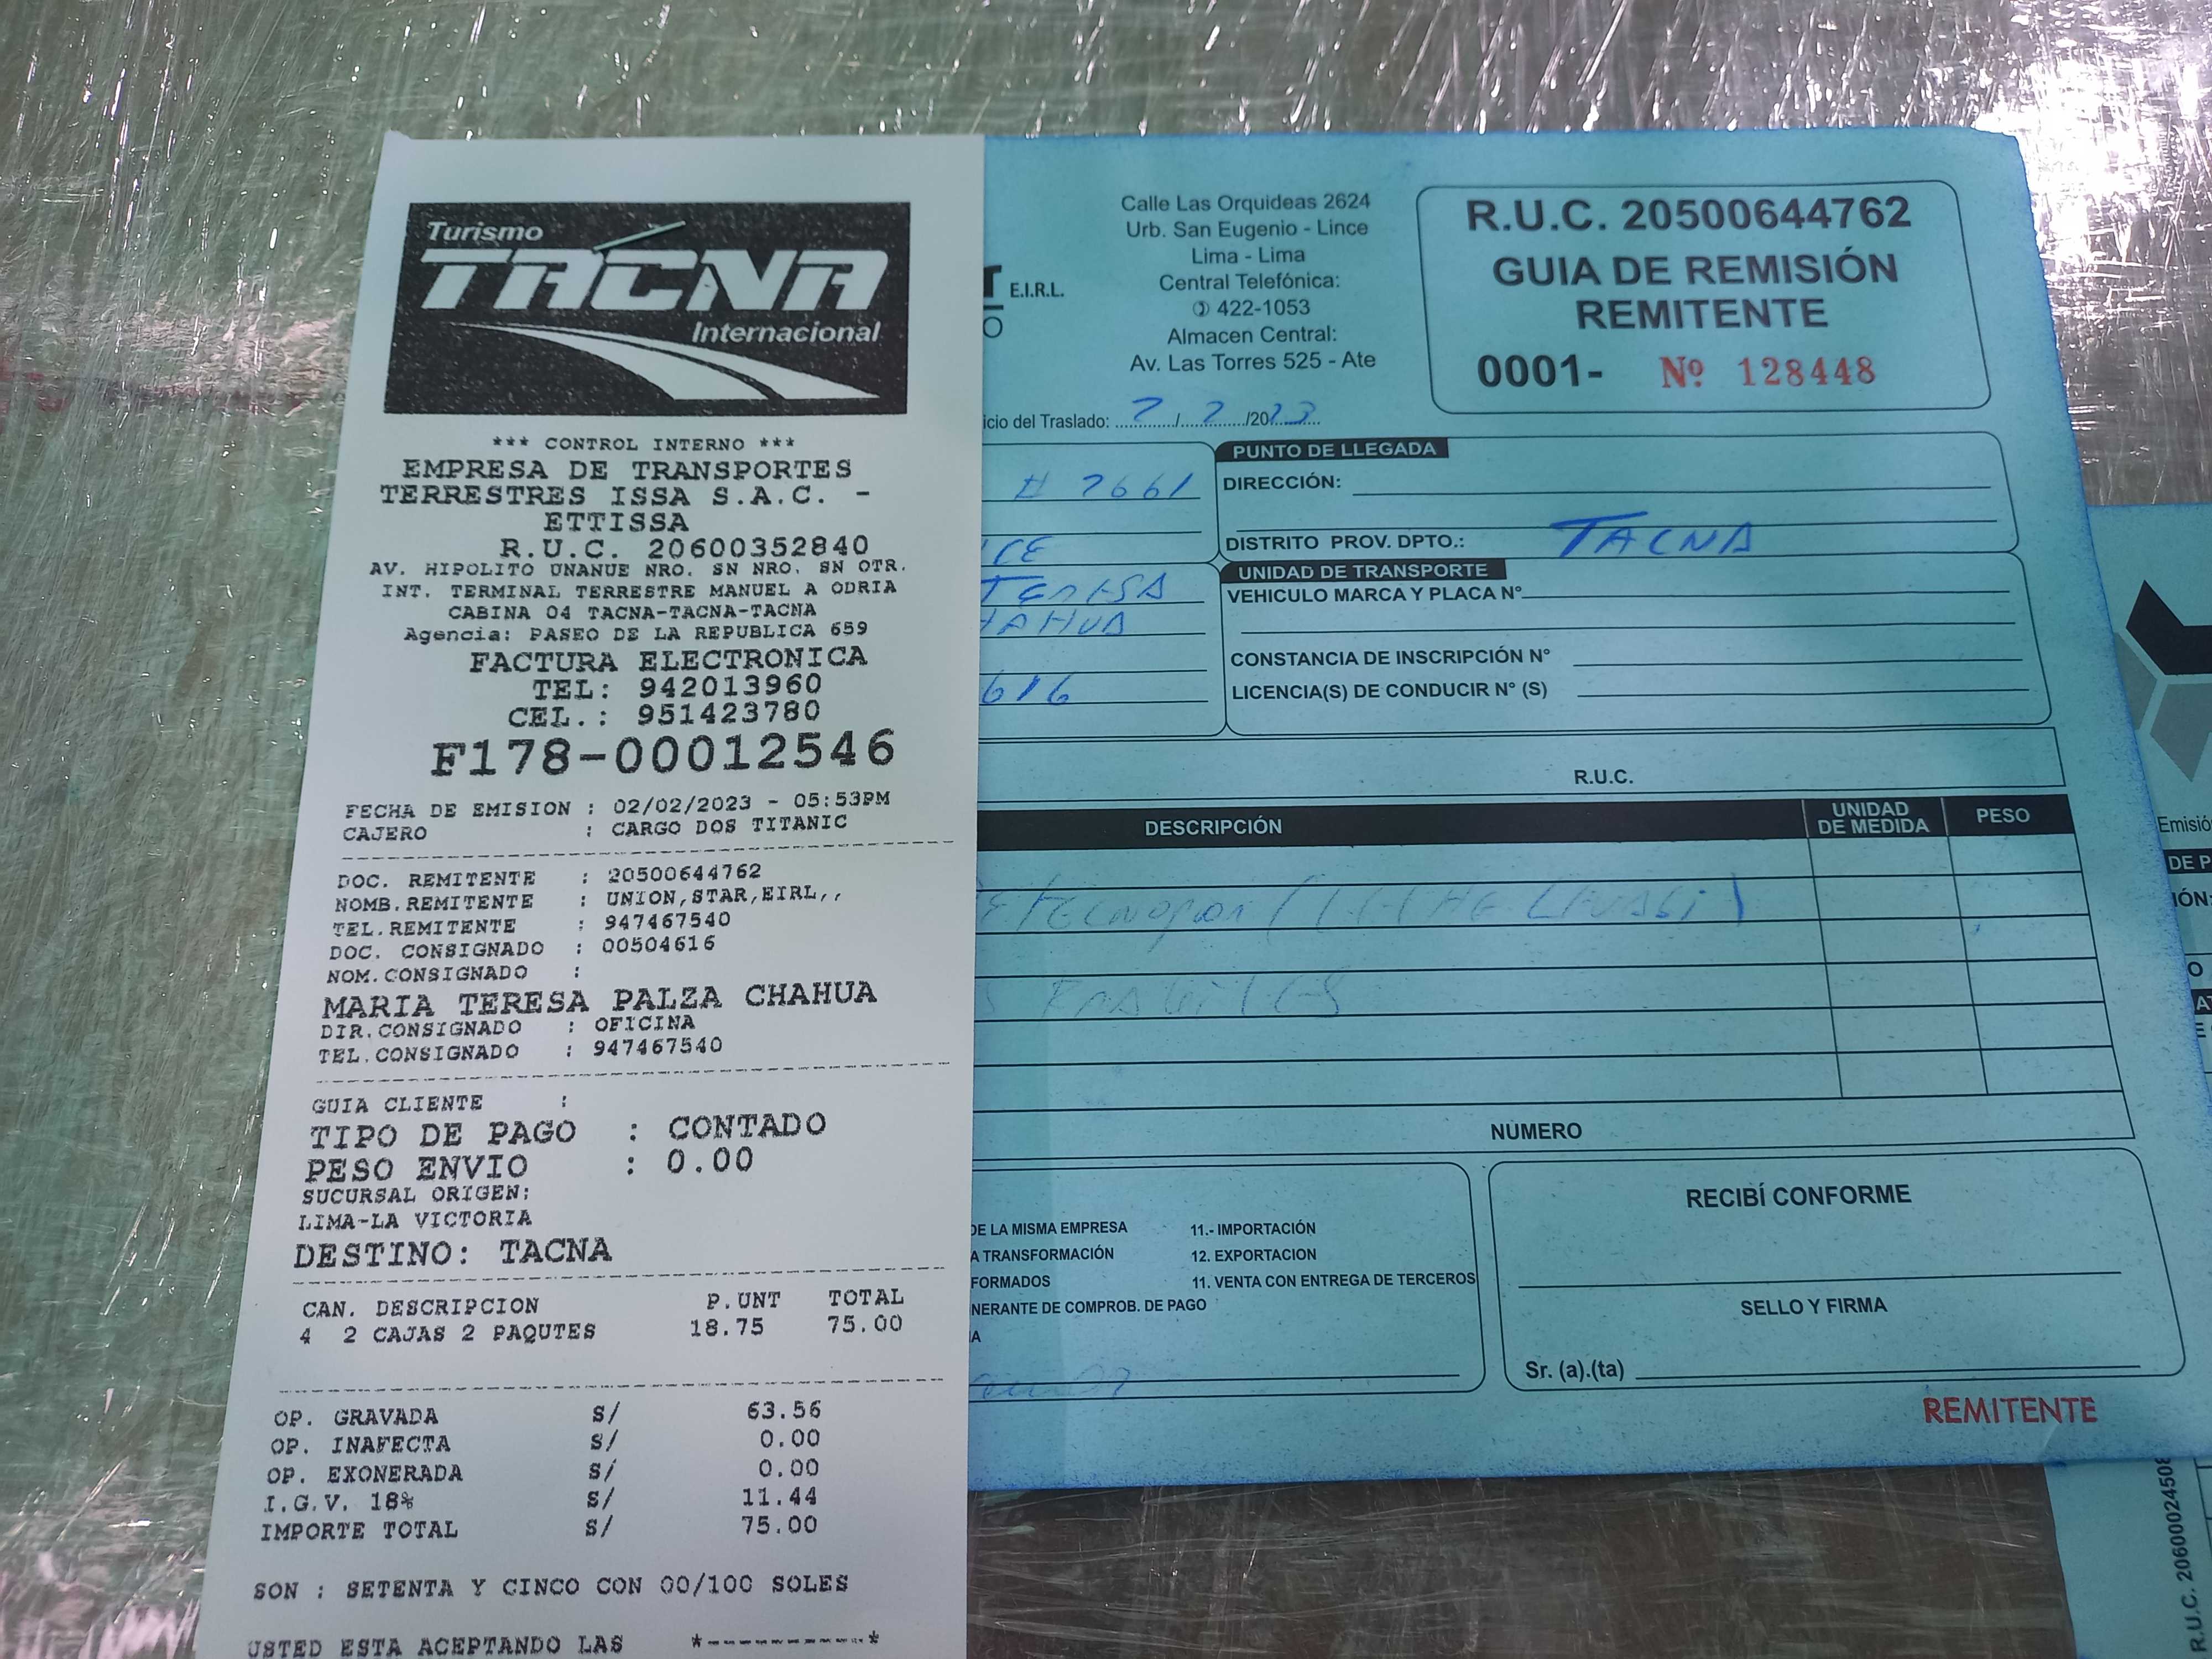 Turismo
TACNA
Internacional
*** CONTROL INTERNO ***
EMPRESA DE TRANSPORTES
TERRESTRES ISSA S.A.C. -
ETTISSA
R.U.C. 20600352840
AV. HIPOLITO UNANUE NRO. SN NRO. SN OTR.
INT. TERMINAL TERRESTRE MANUEL A ODRIA
CABINA 04 TACNA-TACNA-TACNA
Agencia: PASEO DE LA REPUBLICA 659
FACTURA ELECTRONICA
TEL: 942013960
CEL.: 951423780
F178-00012546
FECHA DE EMISION : 02/02/2023 - 05:53PM
CAJERO : CARGO DOS TITANIC
DOC. REMITENTE : 20500644762
NOMB.REMITENTE : UNION,STAR,EIRL,,
TEL.REMITENTE : 947467540
DOC. CONSIGNADO : 00504616
NOM.CONSIGNADO :
MARIA TERESA PALZA CHAHUA
DIR.CONSIGNADO : OFICINA
TEL.CONSIGNADO : 947467540
GUIA CLIENTE :
TIPO DE PAGO : CONTADO
PESO ENVIO : 0.00
SUCURSAL ORIGEN:
LIMA-LA VICTORIA
DESTINO: TACNA
CAN. DESCRIPCION P.UNT TOTAL
4 2 CAJAS 2 PAQUTES 18.75 75.00
OP. GRAVADA S/ 63.56
OP. INAFECTA S/ 0.00
OP. EXONERADA S/ 0.00
I.G.V. 18% S/ 11.44
IMPORTE TOTAL S/ 75.00
SON : SETENTA Y CINCO CON 00/100 SOLES
USTED ESTA ACEPTANDO LAS *-----------*
T E.I.R.L.
O
Calle Las Orquideas 2624
Urb. San Eugenio - Lince
Lima - Lima
Central Telefónica:
422-1053
Almacen Central:
Av. Las Torres 525 - Ate
R.U.C. 20500644762
GUIA DE REMISIÓN
REMITENTE
0001- Nº 128448
icio del Traslado: 2/2/2023
# 2661
CE
TERESA
HAHUA
616
PUNTO DE LLEGADA
DIRECCIÓN:
DISTRITO PROV. DPTO.: TACNA
UNIDAD DE TRANSPORTE
VEHICULO MARCA Y PLACA N°
CONSTANCIA DE INSCRIPCIÓN N°
LICENCIA(S) DE CONDUCIR N° (S)
R.U.C.
DESCRIPCIÓN UNIDAD DE MEDIDA PESO
NÚMERO
DE LA MISMA EMPRESA 11.- IMPORTACIÓN
A TRANSFORMACIÓN 12. EXPORTACION
FORMADOS 11. VENTA CON ENTREGA DE TERCEROS
NERANTE DE COMPROB. DE PAGO
A
RECIBÍ CONFORME
SELLO Y FIRMA
Sr. (a).(ta)
REMITENTE
Emisió
DE P
IÓN:
O
R.U.C. 2060002450